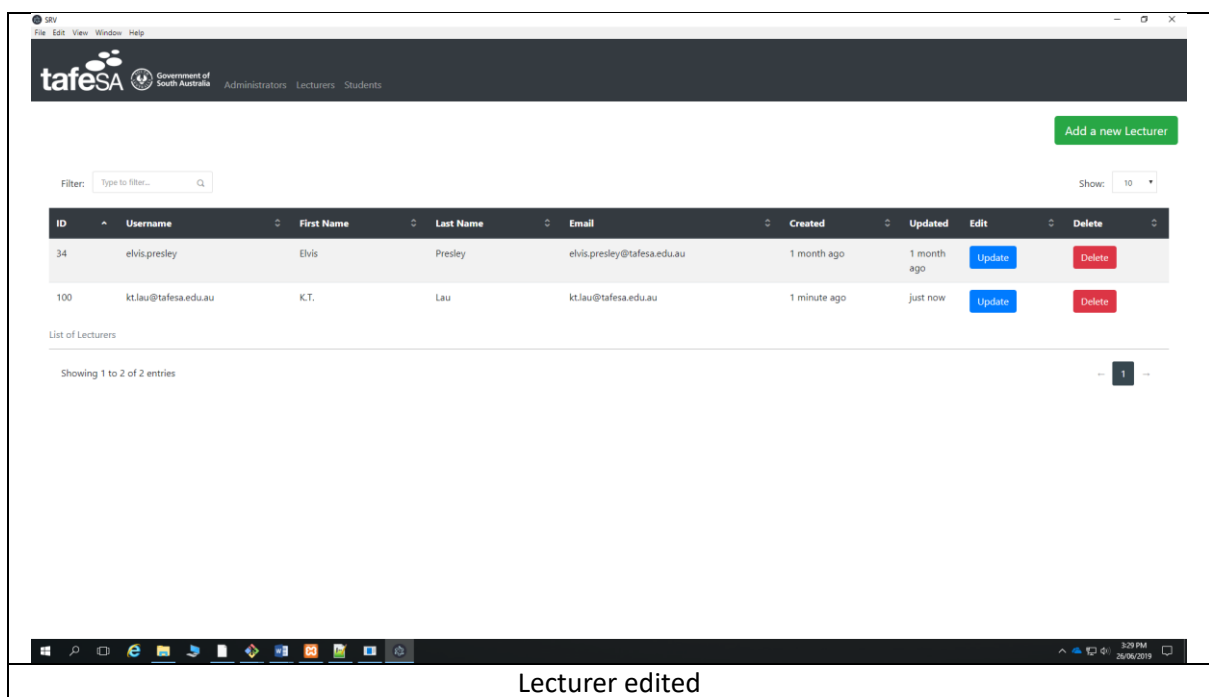 SRV
File Edit View Window Help
tafeSA Government of South Australia Administrators Lecturers Students
Add a new Lecturer
Filter: Type to filter... Show: 10
ID Username First Name Last Name Email Created Updated Edit Delete
34 elvis.presley Elvis Presley elvis.presley@tafesa.edu.au 1 month ago 1 month ago Update Delete
100 kt.lau@tafesa.edu.au K.T. Lau kt.lau@tafesa.edu.au 1 minute ago just now Update Delete
List of Lecturers
Showing 1 to 2 of 2 entries ← 1 →
3:29 PM
26/06/2019
Lecturer edited